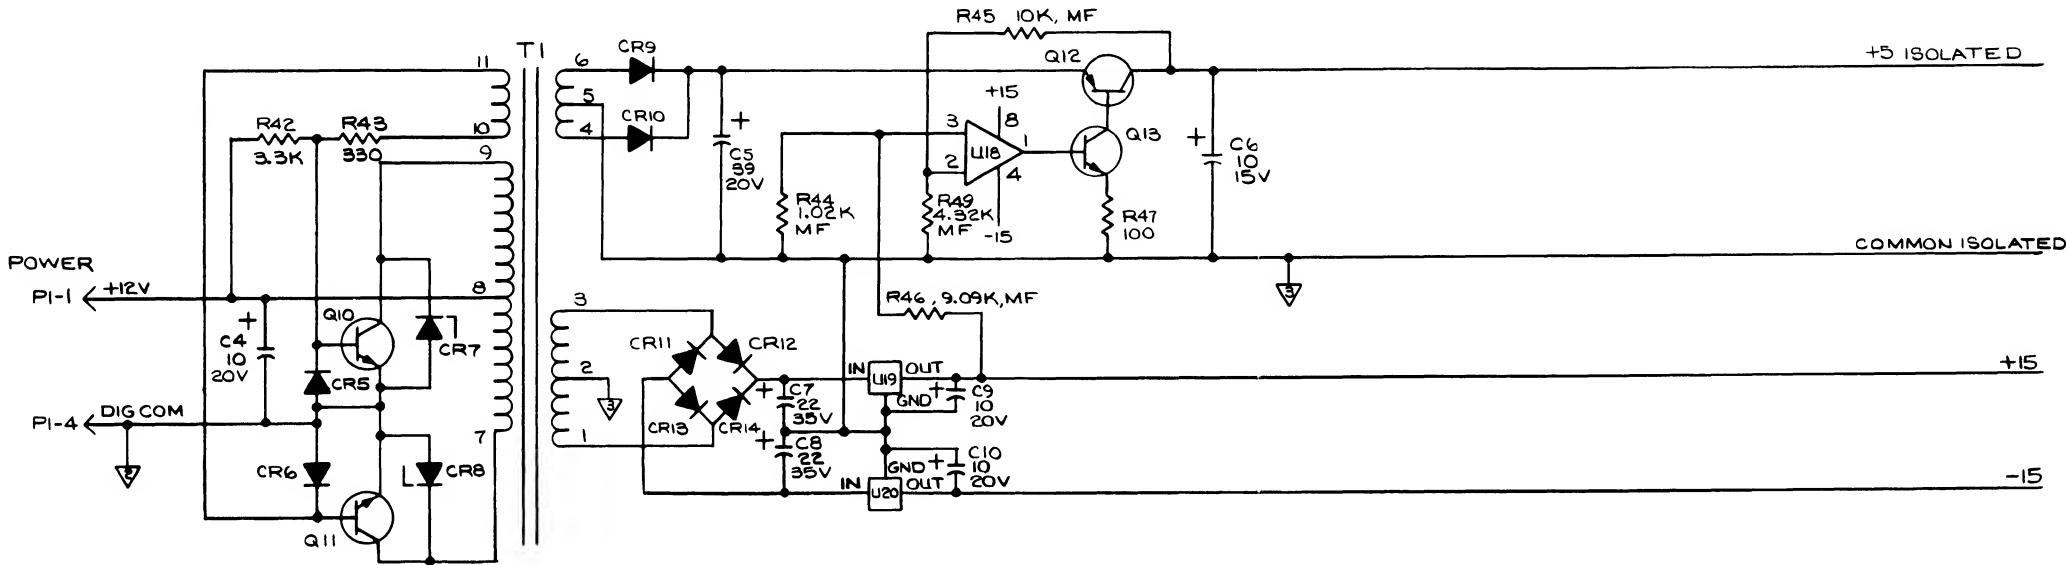 R45 10K, MF
T1
11
6
CR9
Q12
+5 ISOLATED
5
+15
R42
3.3K
R43
330
10
4
CR10
+
C5
39
20V
3
8
U18
1
2
4
-15
Q13
+
C6
10
15V
9
R44
1.02K
MF
R49
4.32K
MF
R47
100
COMMON ISOLATED
3
POWER
P1-1
+12V
8
3
R46, 9.09K, MF
+
C4
10
20V
Q10
CR7
CR11
CR12
IN
U19
OUT
+15
CR5
2
3
+
C7
22
35V
GND
+
C9
10
20V
P1-4
DIG COM
7
1
CR13
CR14
+
C8
22
35V
2
CR6
CR8
GND
+
C10
10
20V
IN
U20
OUT
-15
Q11